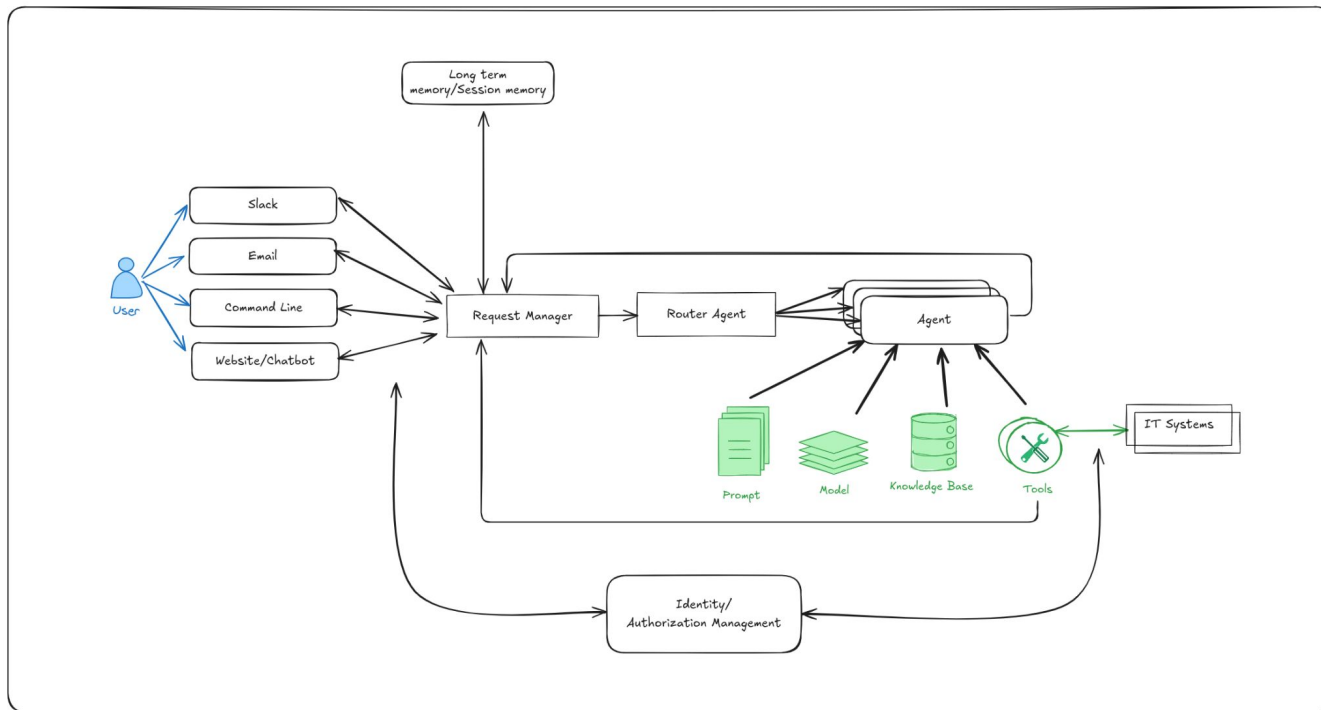 Long term
memory/Session memory
Slack
Email
User
Command Line
Website/Chatbot
Request Manager
Router Agent
Agent
Prompt
Model
Knowledge Base
Tools
IT Systems
Identity/
Authorization Management